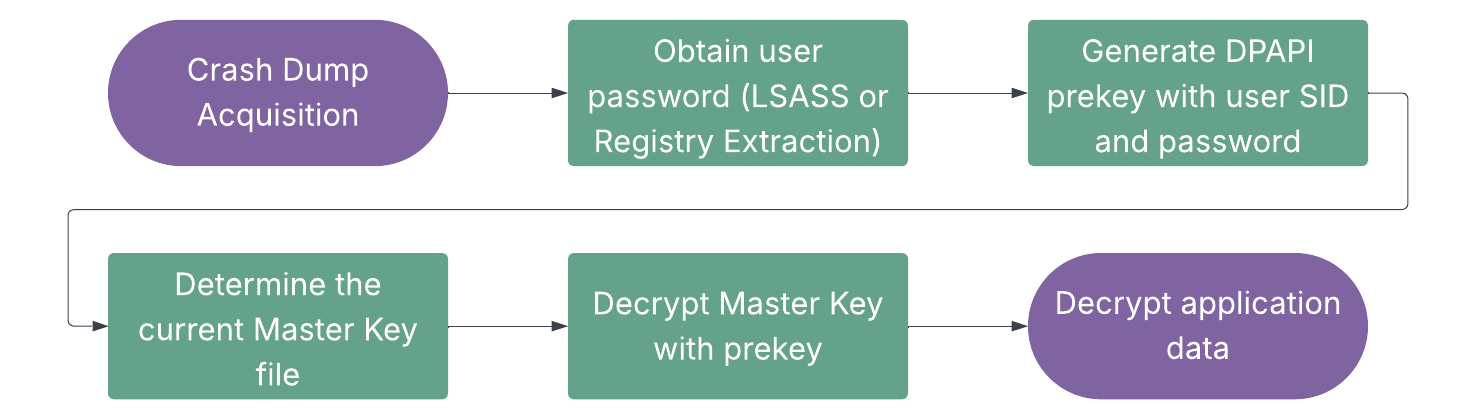 Crash Dump
Acquisition
Obtain user
password (LSASS or
Registry Extraction)
Generate DPAPI
prekey with user SID
and password
Determine the
current Master Key
file
Decrypt Master Key
with prekey
Decrypt application
data